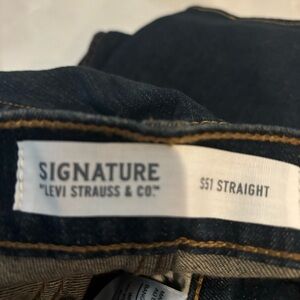 SIGNATURE
"LEVI STRAUSS & CO."
S51 STRAIGHT